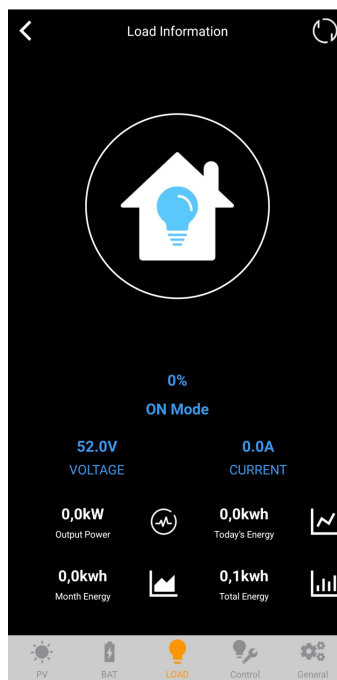 Load Information
0%
ON Mode
52.0V 0.0A
VOLTAGE CURRENT
0,0kW 0,0kwh
Output Power Today's Energy
0,0kwh 0,1kwh
Month Energy Total Energy
PV BAT LOAD Control General